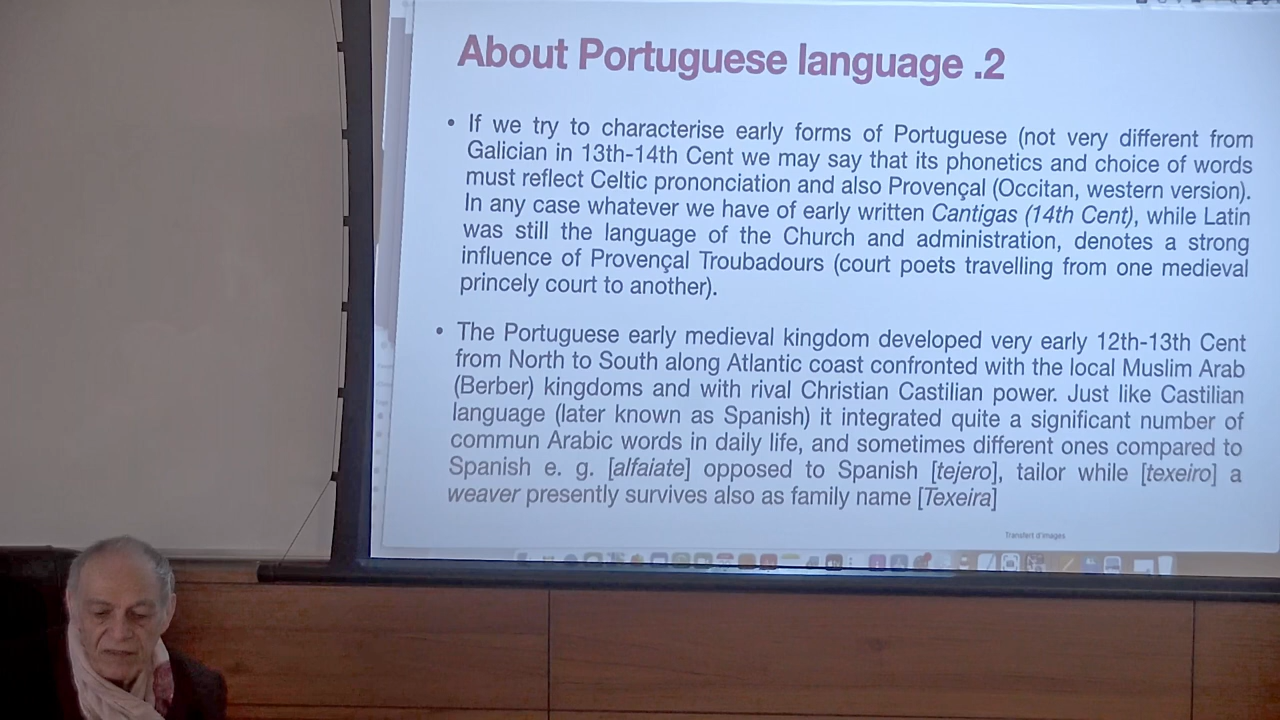 About Portuguese language .2
• If we try to characterise early forms of Portuguese (not very different from
Galician in 13th-14th Cent we may say that its phonetics and choice of words
must reflect Celtic prononciation and also Provençal (Occitan, western version).
In any case whatever we have of early written Cantigas (14th Cent), while Latin
was still the language of the Church and administration, denotes a strong
influence of Provençal Troubadours (court poets travelling from one medieval
princely court to another).
• The Portuguese early medieval kingdom developed very early 12th-13th Cent
from North to South along Atlantic coast confronted with the local Muslim Arab
(Berber) kingdoms and with rival Christian Castilian power. Just like Castilian
language (later known as Spanish) it integrated quite a significant number of
commun Arabic words in daily life, and sometimes different ones compared to
Spanish e. g. [alfaiate] opposed to Spanish [tejero], tailor while [texeiro] a
weaver presently survives also as family name [Texeira]
Transfert d'images